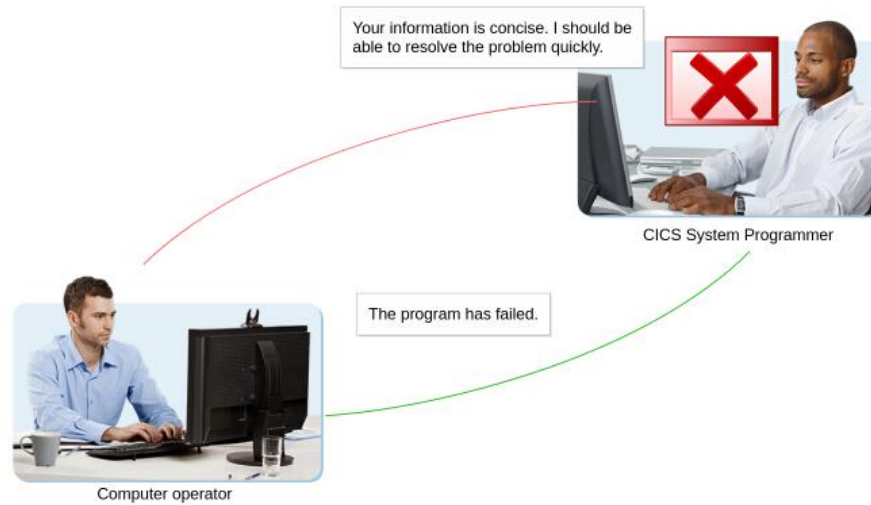 Your information is concise. I should be
able to resolve the problem quickly.
CICS System Programmer
The program has failed.
Computer operator